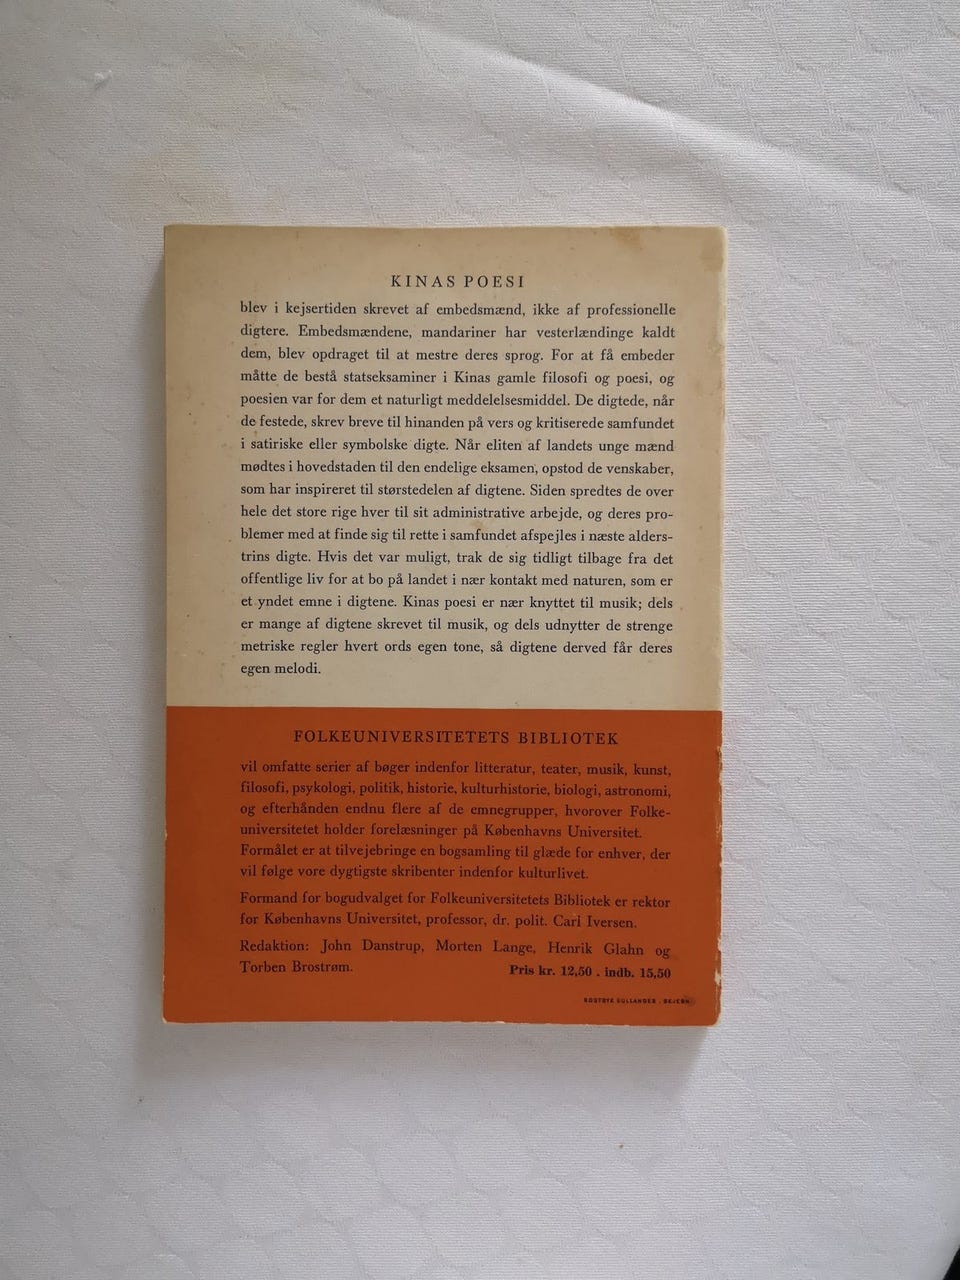 KINAS POESI
blev i kejsertiden skrevet af embedsmænd, ikke af professionelle
digtere. Embedsmændene, mandariner har vesterlændinge kaldt
dem, blev opdraget til at mestre deres sprog. For at få embeder
måtte de bestå statseksaminer i Kinas gamle filosofi og poesi, og
poesien var for dem et naturligt meddelelsesmiddel. De digtede, når
de festede, skrev breve til hinanden på vers og kritiserede samfundet
i satiriske eller symbolske digte. Når eliten af landets unge mænd
mødtes i hovedstaden til den endelige eksamen, opstod de venskaber,
som har inspireret til størstedelen af digtene. Siden spredtes de over
hele det store rige hver til sit administrative arbejde, og deres pro-
blemer med at finde sig til rette i samfundet afspejles i næste alders-
trins digte. Hvis det var muligt, trak de sig tidligt tilbage fra det
offentlige liv for at bo på landet i nær kontakt med naturen, som er
et yndet emne i digtene. Kinas poesi er nær knyttet til musik; dels
er mange af digtene skrevet til musik, og dels udnytter de strenge
metriske regler hvert ords egen tone, så digtene derved får deres
egen melodi.
FOLKEUNIVERSITETETS BIBLIOTEK
vil omfatte serier af bøger indenfor litteratur, teater, musik, kunst,
filosofi, psykologi, politik, historie, kulturhistorie, biologi, astronomi,
og efterhånden endnu flere af de emnegrupper, hvorover Folke-
universitetet holder forelæsninger på Københavns Universitet.
Formålet er at tilvejebringe en bogsamling til glæde for enhver, der
vil følge vore dygtigste skribenter indenfor kulturlivet.
Formand for bogudvalget for Folkeuniversitetets Bibliotek er rektor
for Københavns Universitet, professor, dr. polit. Carl Iversen.
Redaktion: John Danstrup, Morten Lange, Henrik Glahn og
Torben Brostrøm. Pris kr. 12,50 . indb. 15,50